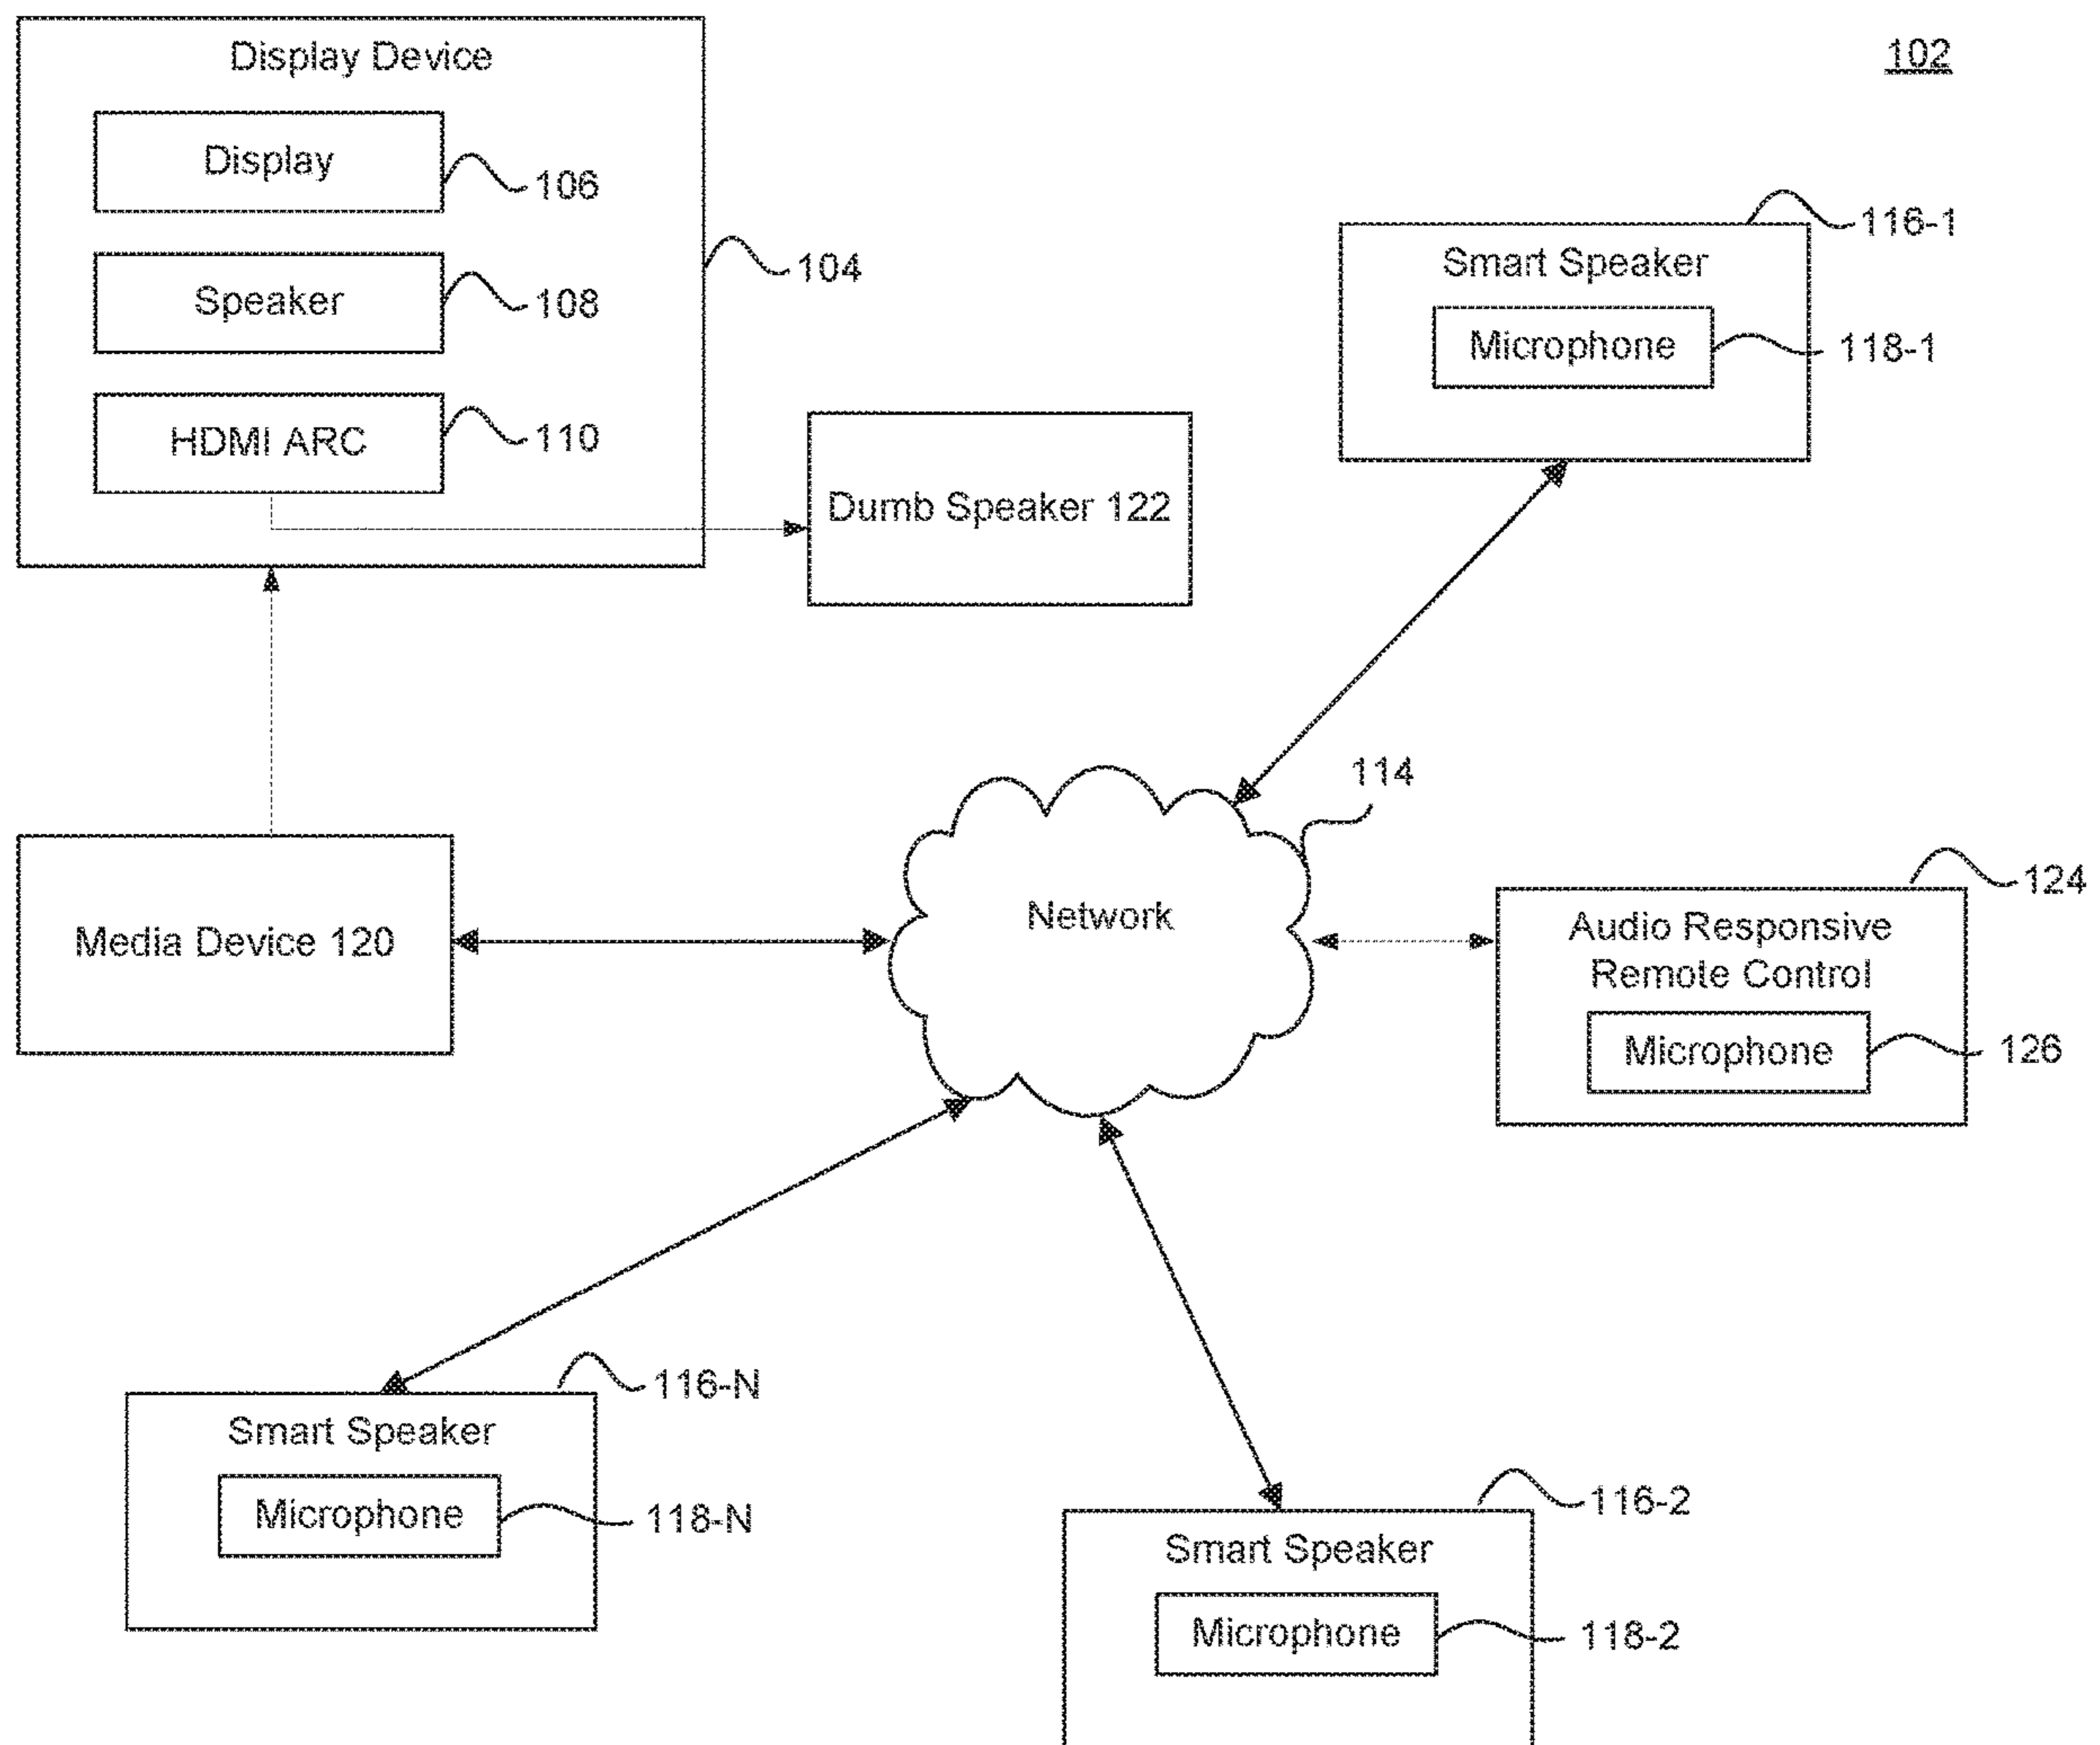 102
Display Device
Display
106
Speaker
108
104
HDMI ARC
110
Dumb Speaker 122
116-1
Smart Speaker
Microphone
118-1
114
Network
Media Device 120
124
Audio Responsive
Remote Control
Microphone
126
116-N
Smart Speaker
Microphone
118-N
116-2
Smart Speaker
Microphone
118-2